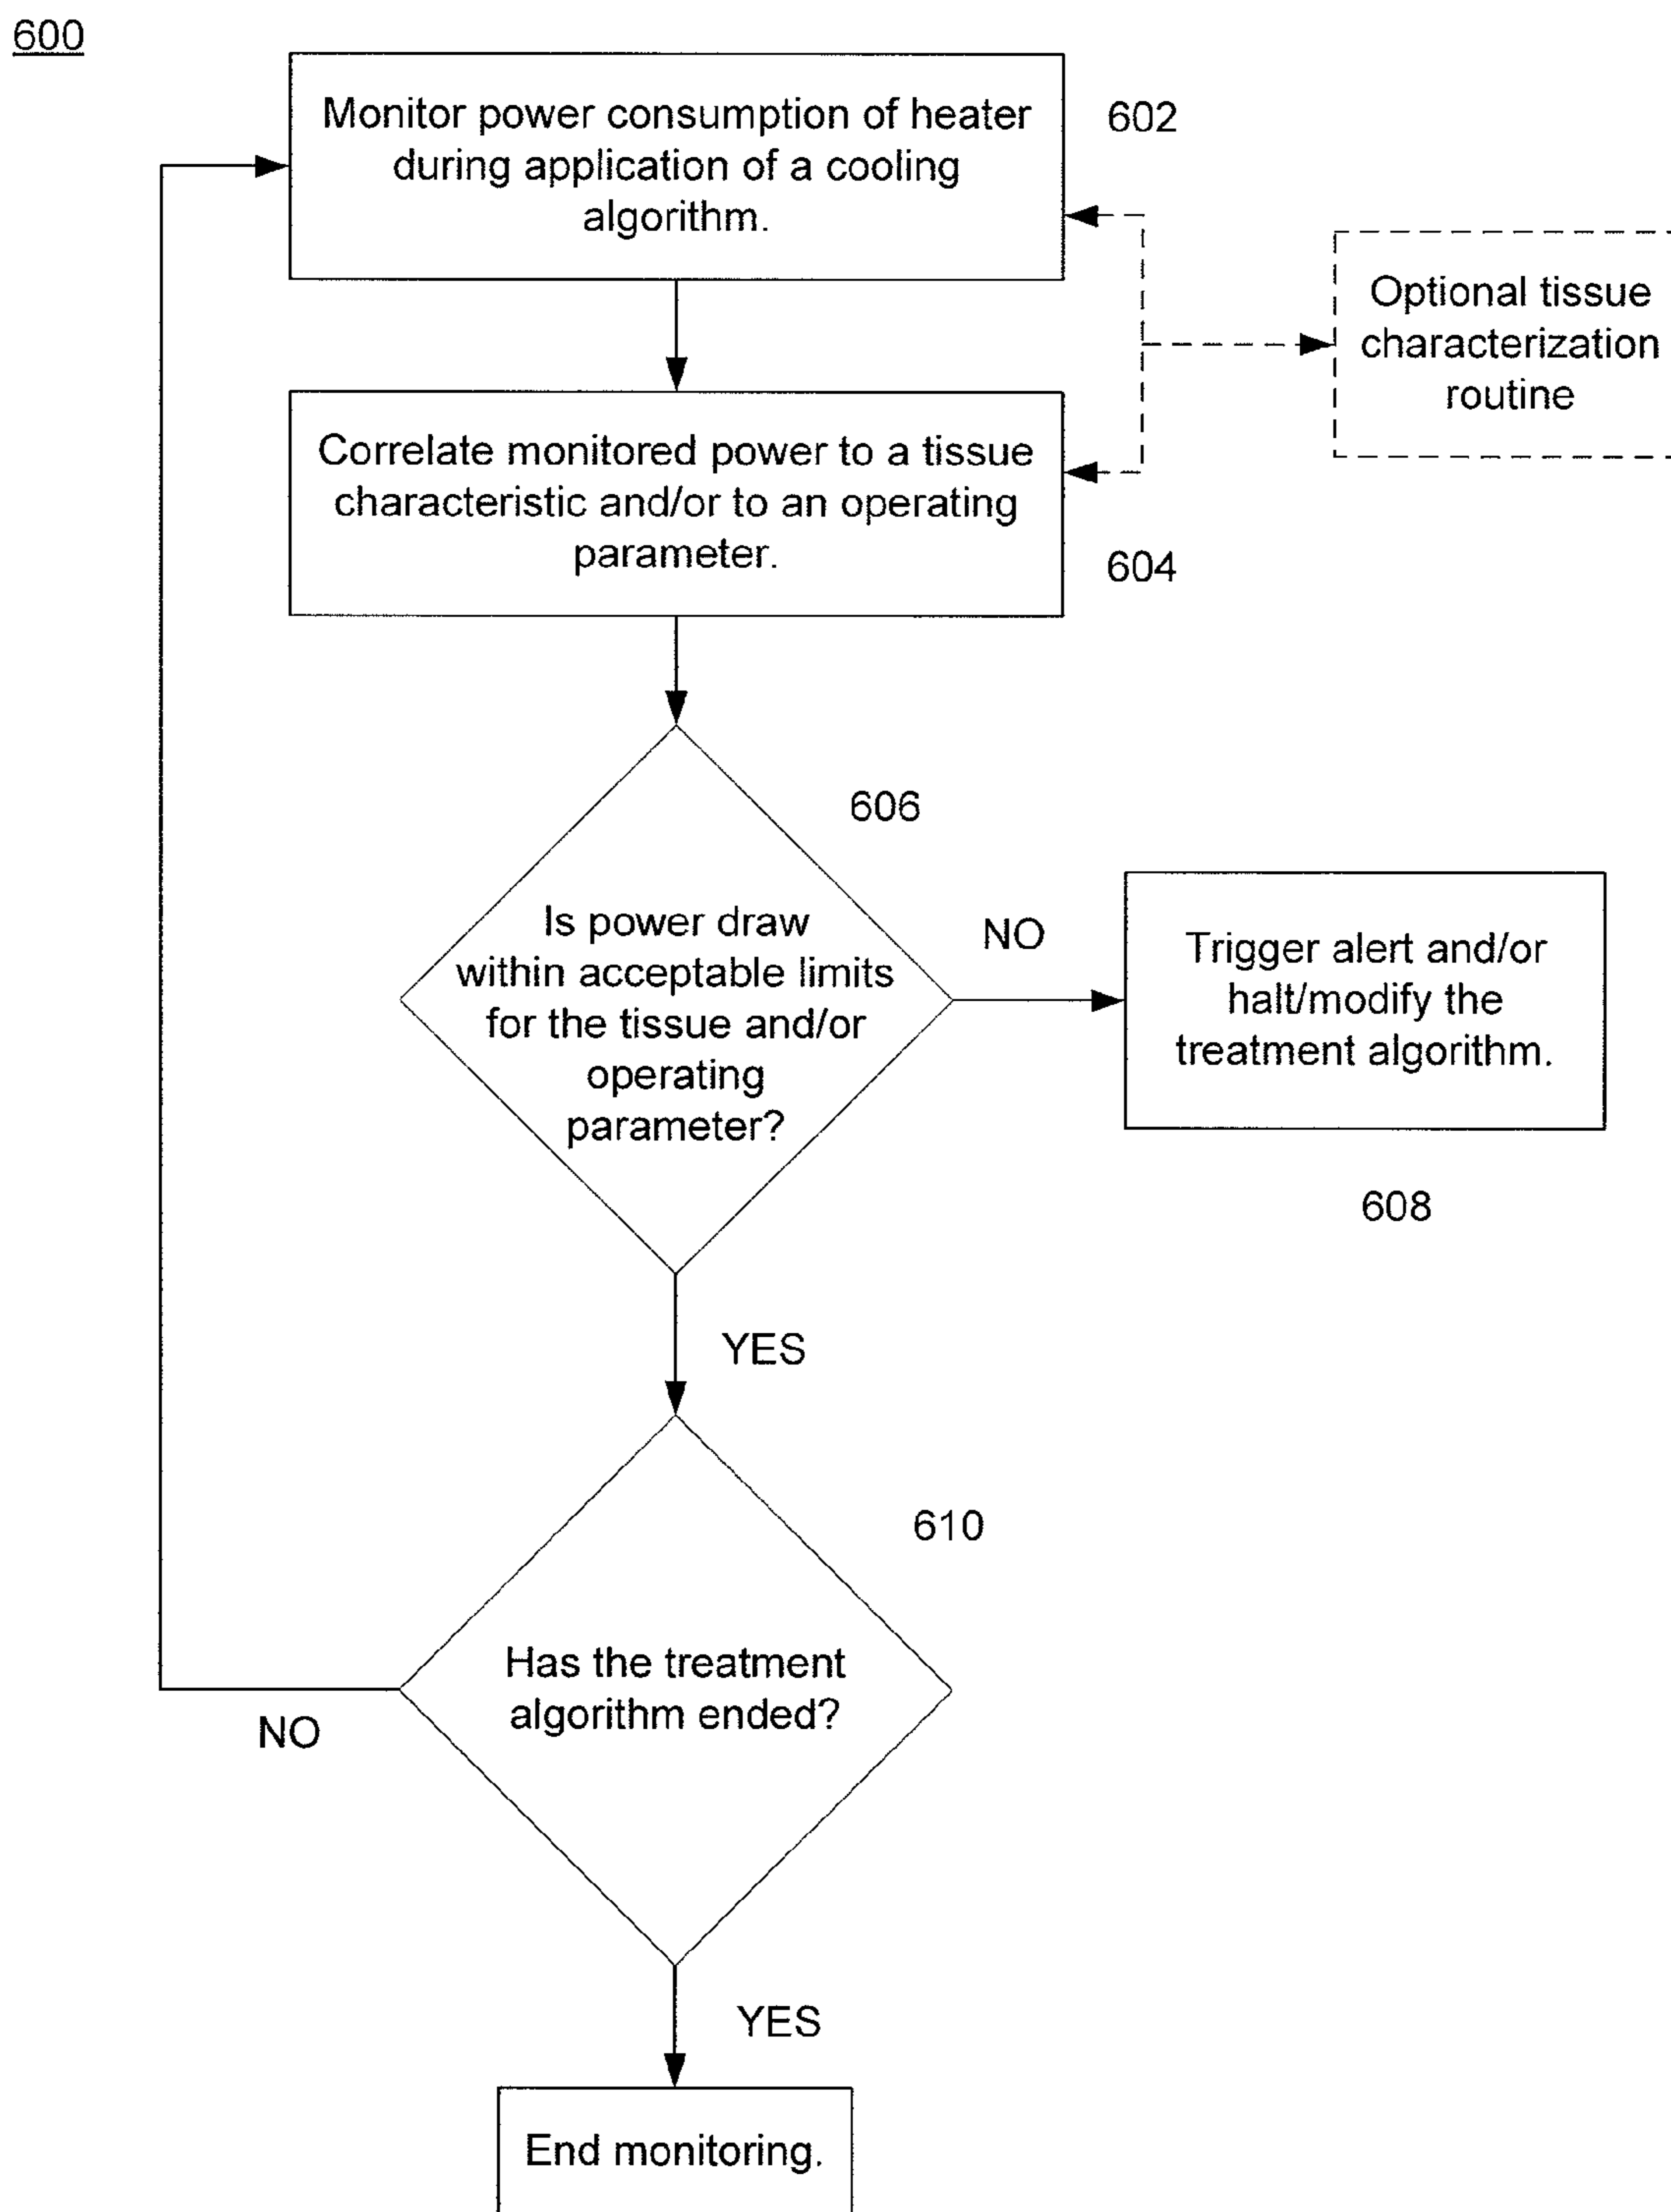 600
Monitor power consumption of heater
during application of a cooling
algorithm.
602
Optional tissue
characterization
routine
Correlate monitored power to a tissue
characteristic and/or to an operating
parameter.
604
606
Is power draw
within acceptable limits
for the tissue and/or
operating
parameter?
NO
Trigger alert and/or
halt/modify the
treatment algorithm.
608
YES
610
Has the treatment
algorithm ended?
NO
YES
End monitoring.